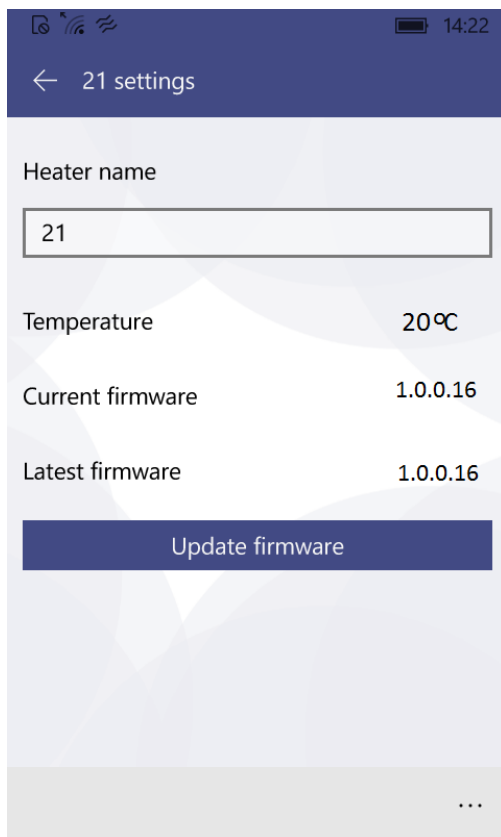 14:22
21 settings
Heater name
21
Temperature 20ºC
Current firmware 1.0.0.16
Latest firmware 1.0.0.16
Update firmware
...